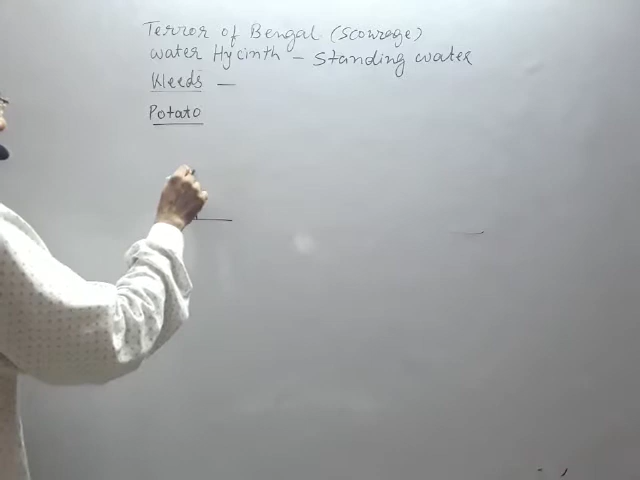 Terror of Bengal (Scourage)
Water Hycinth - Standing water
Weeds -
Potato